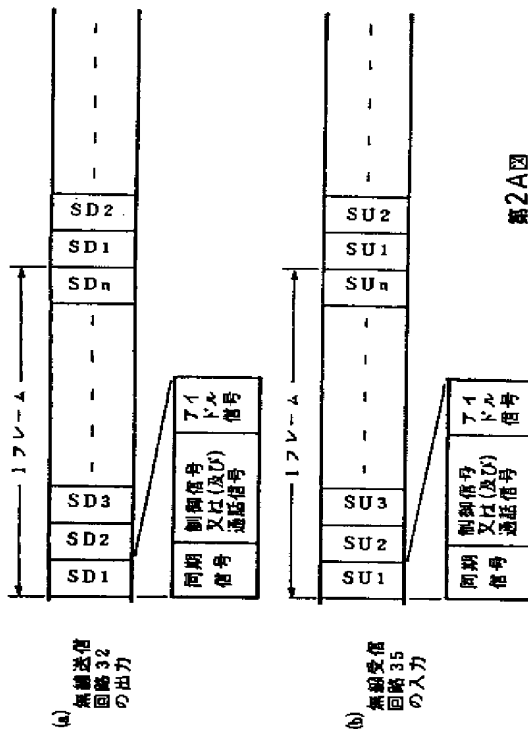 (a)
無線送信
回路32
の出力
1フレーム
SD1
SD2
SD3
SDn
SD1
SD2
同期
信号
制御信号
又は(及び)
通話信号
アイ
ドル
信号
(b)
無線受信
回路35
の入力
1フレーム
SU1
SU2
SU3
SUn
SU1
SU2
同期
信号
制御信号
又は(及び)
通話信号
アイ
ドル
信号
第2A図